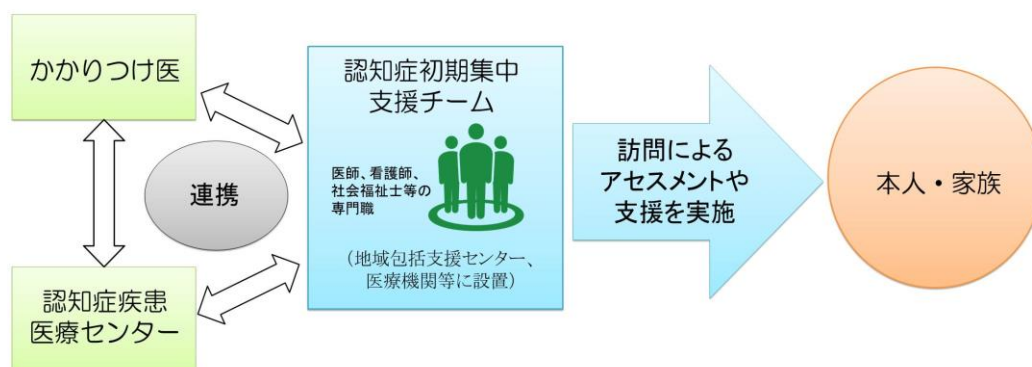 かかりつけ医
連携
認知症疾患
医療センター
認知症初期集中
支援チーム
医師、看護師、
社会福祉士等の
専門職
（地域包括支援センター、
医療機関等に設置）
訪問による
アセスメントや
支援を実施
本人・家族